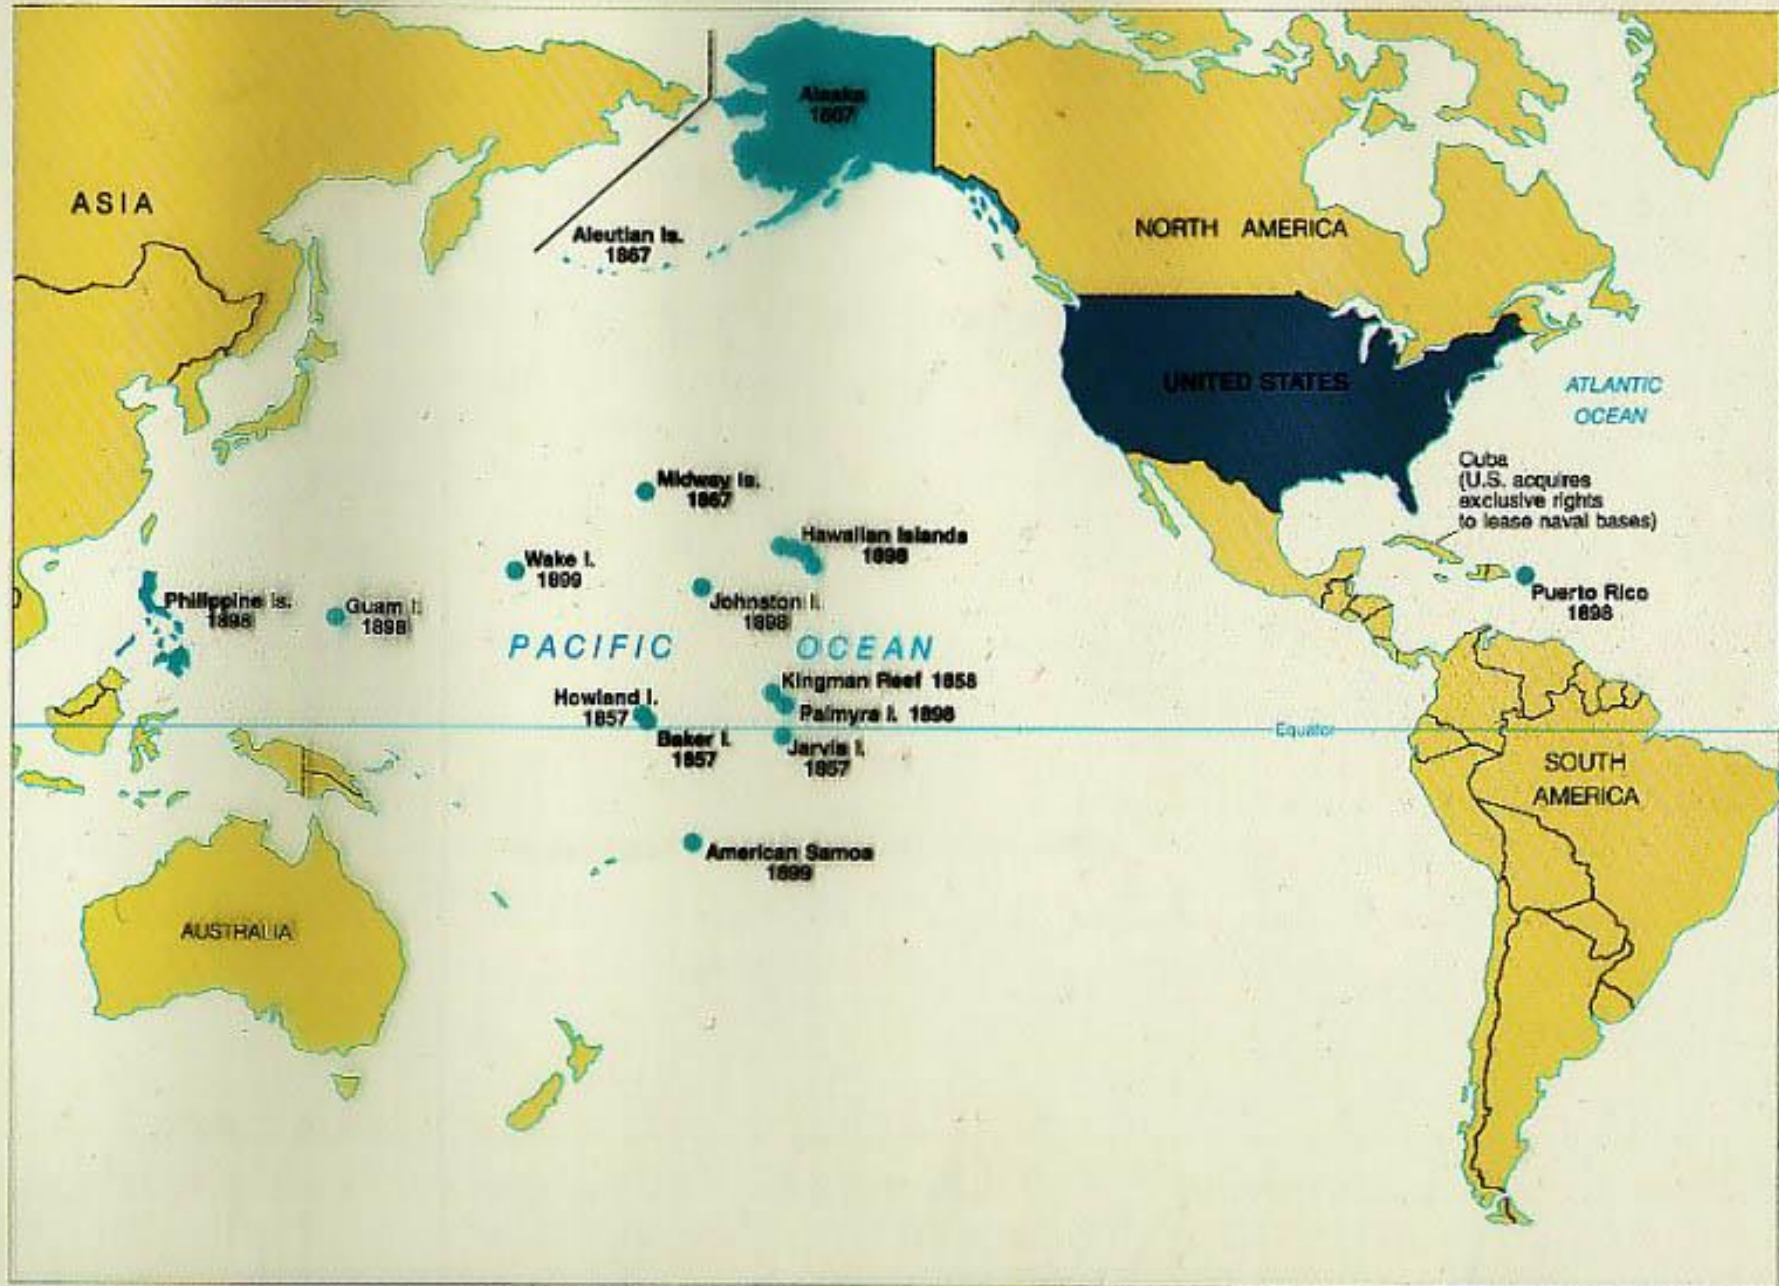 Alaska
1867
ASIA
NORTH AMERICA
Aleutian Is.
1867
UNITED STATES
ATLANTIC
OCEAN
Cuba
(U.S. acquires
exclusive rights
to lease naval bases)
Midway Is.
1867
Hawaiian Islands
1898
Wake I.
1899
Philippine Is.
1898
Guam I.
1898
Johnston I.
1898
Puerto Rico
1898
PACIFIC OCEAN
Kingman Reef 1858
Howland I.
1857
Palmyra I. 1898
Equator
Baker I.
1857
Jarvis I.
1857
SOUTH
AMERICA
American Samoa
1899
AUSTRALIA